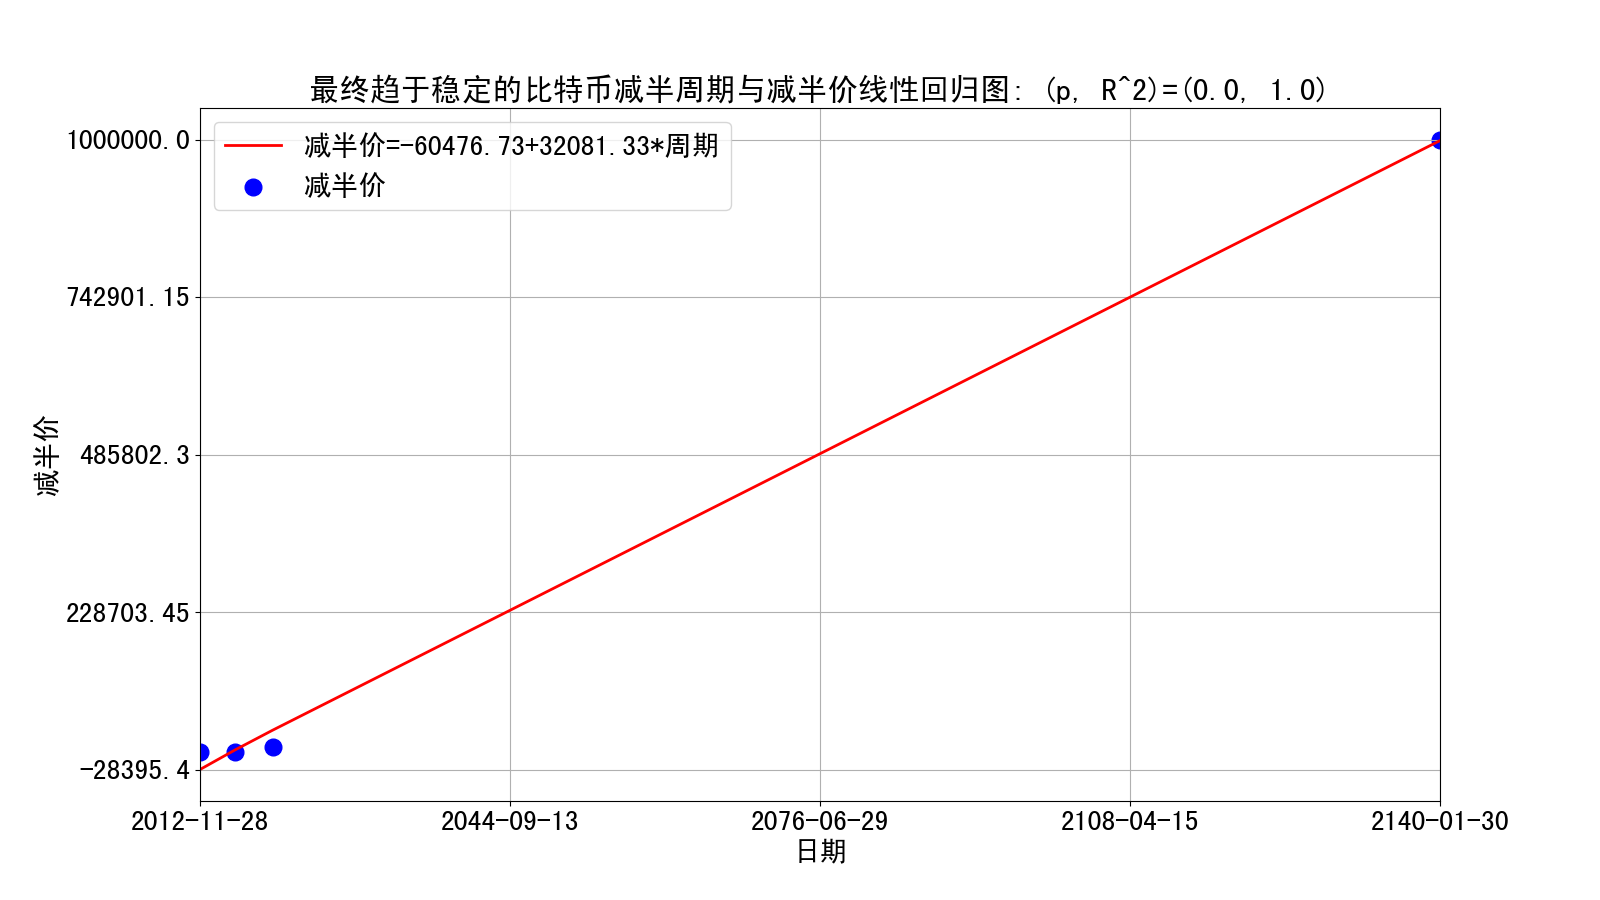 最终趋于稳定的比特币减半周期与减半价线性回归图: (p, R^2)=(0.0, 1.0)
减半价=-60476.73+32081.33*周期
减半价
1000000.0
742901.15
485802.3
228703.45
-28395.4
减半价
2012-11-28
2044-09-13
2076-06-29
2108-04-15
2140-01-30
日期